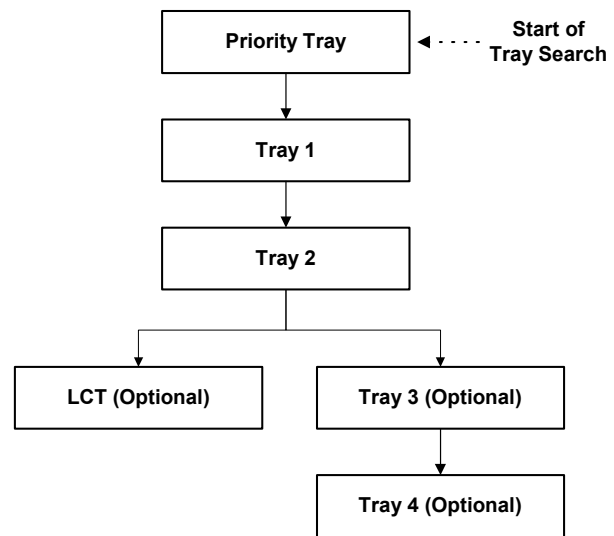 Priority Tray
Start of
Tray Search
Tray 1
Tray 2
LCT (Optional)
Tray 3 (Optional)
Tray 4 (Optional)